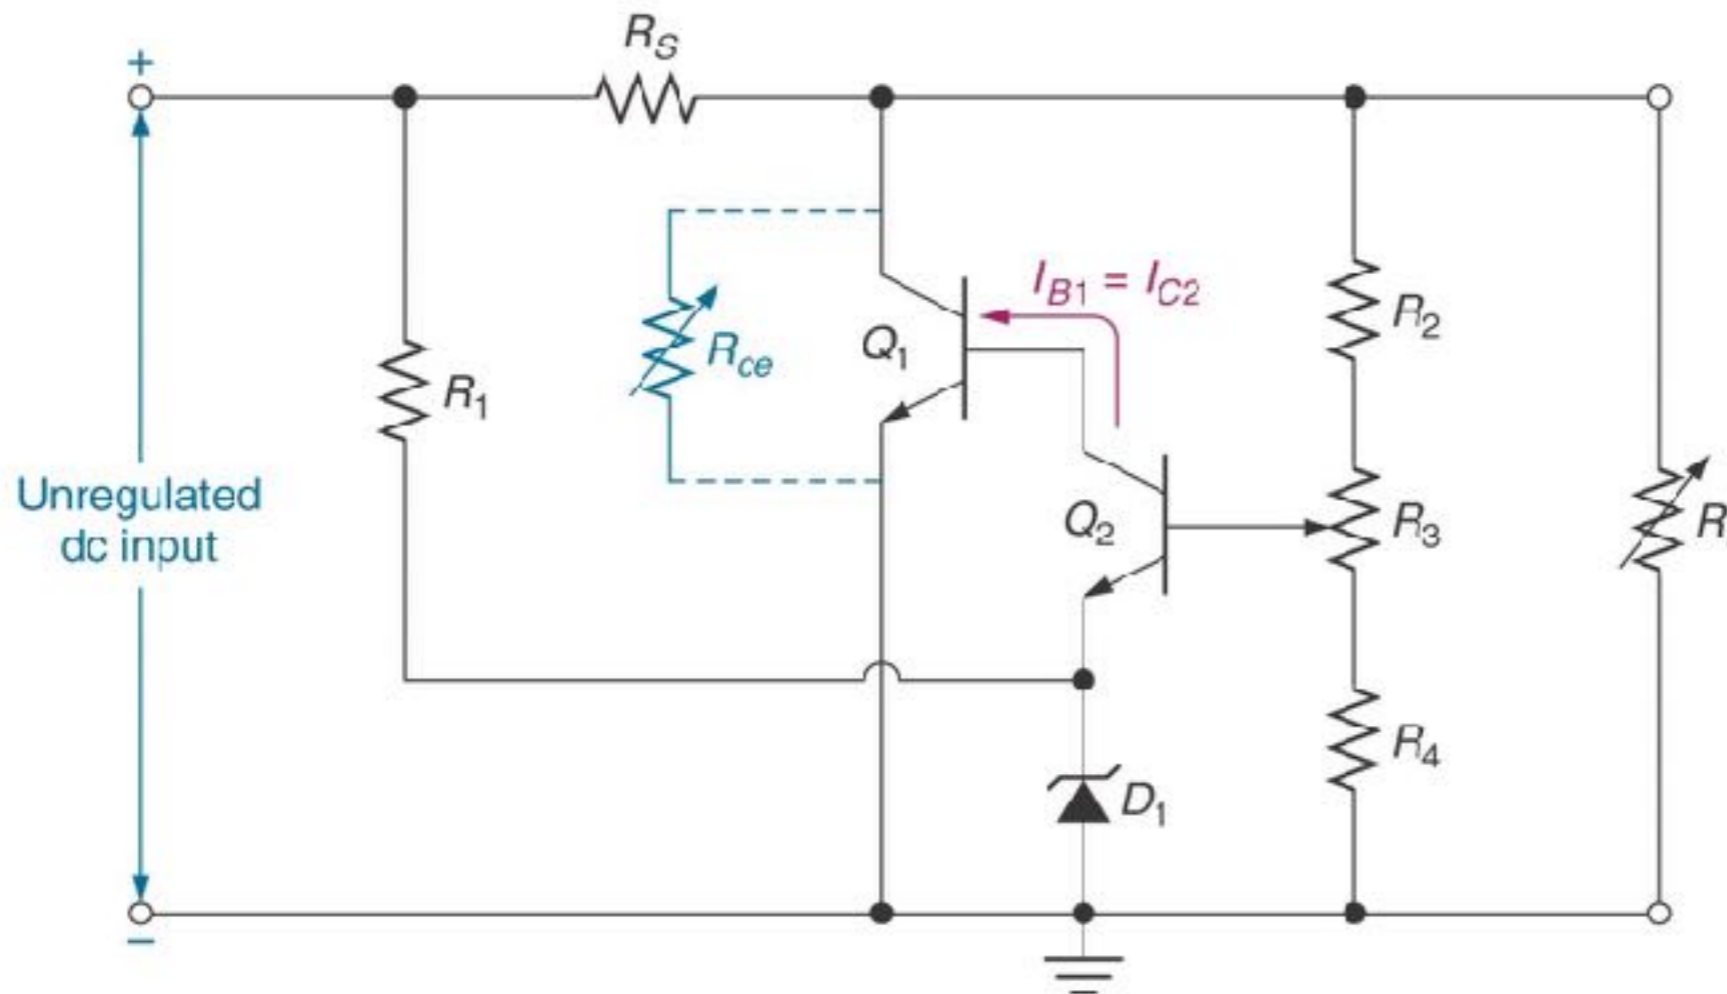 R_S
+
R_1
R_ce
Q_1
I_B1 = I_C2
R_2
Unregulated
dc input
Q_2
R_3
R
R_4
D_1
−